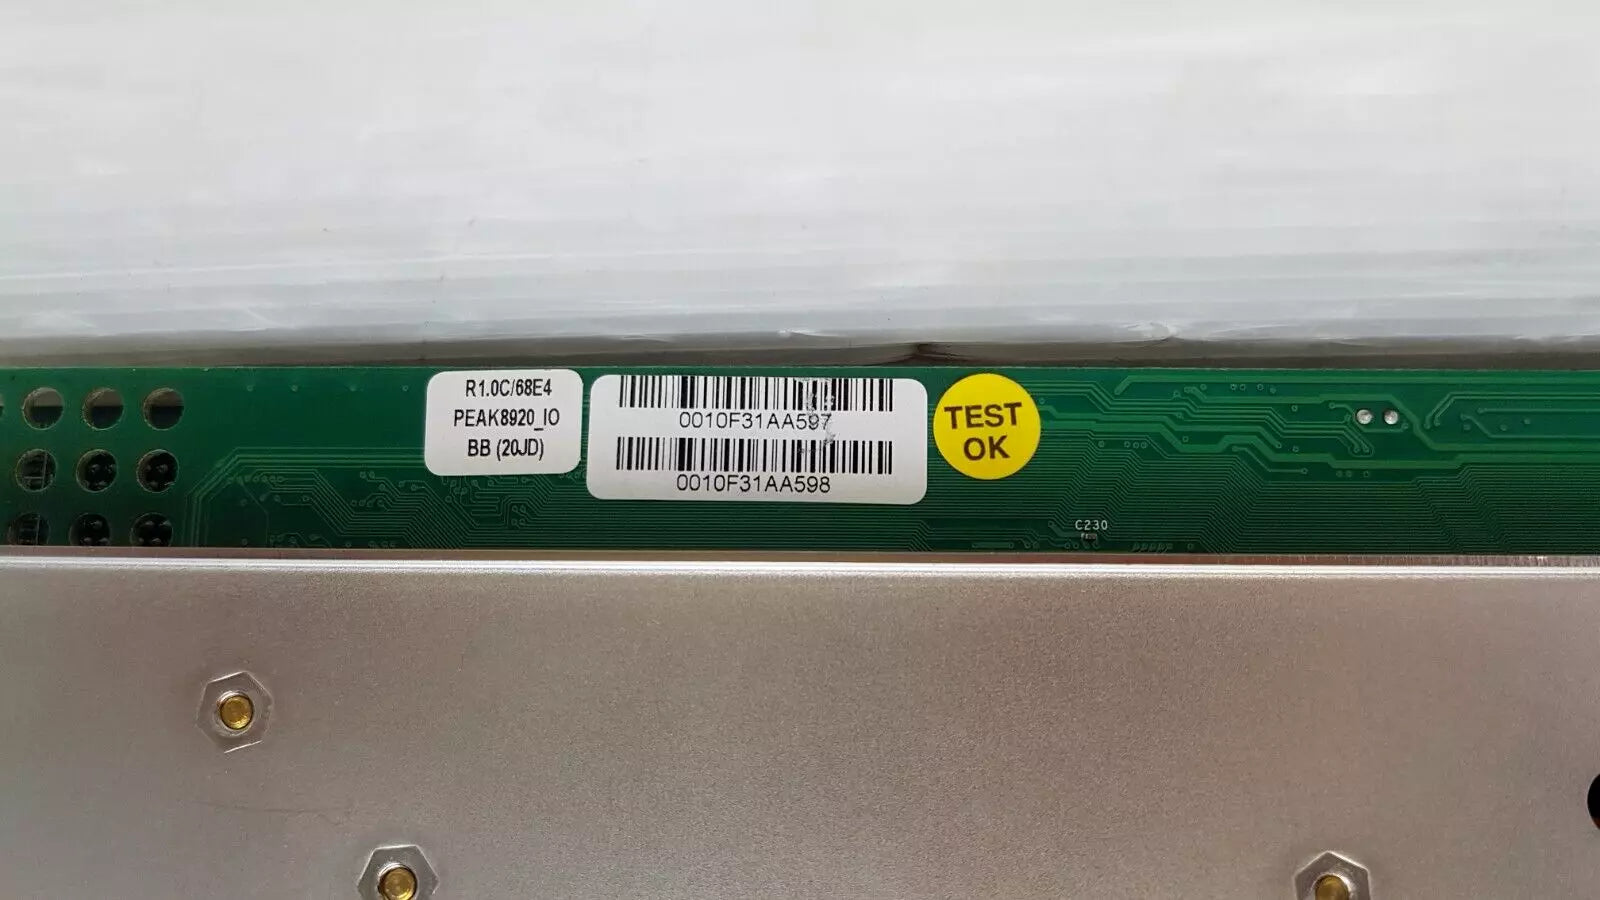 R1.0C/68E4
PEAK8920_IO
BB (20JD)
0010F31AA597
0010F31AA598
TEST
OK
C230